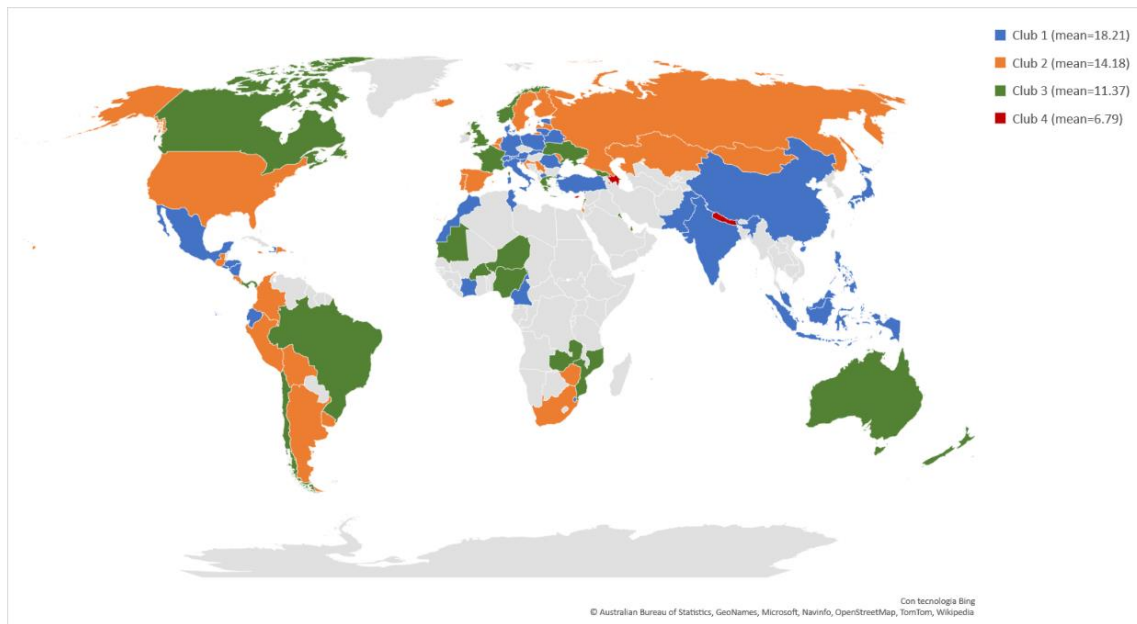 Club 1 (mean=18.21)
Club 2 (mean=14.18)
Club 3 (mean=11.37)
Club 4 (mean=6.79)
Con tecnologia Bing
© Australian Bureau of Statistics, GeoNames, Microsoft, Navinfo, OpenStreetMap, TomTom, Wikipedia